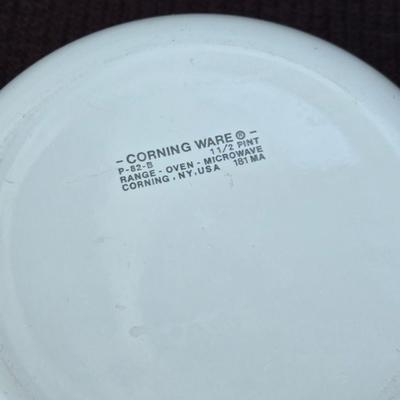 - CORNING WARE ® -
P-82-B 1 1/2 PINT
RANGE - OVEN - MICROWAVE
CORNING, NY, USA 181 MA